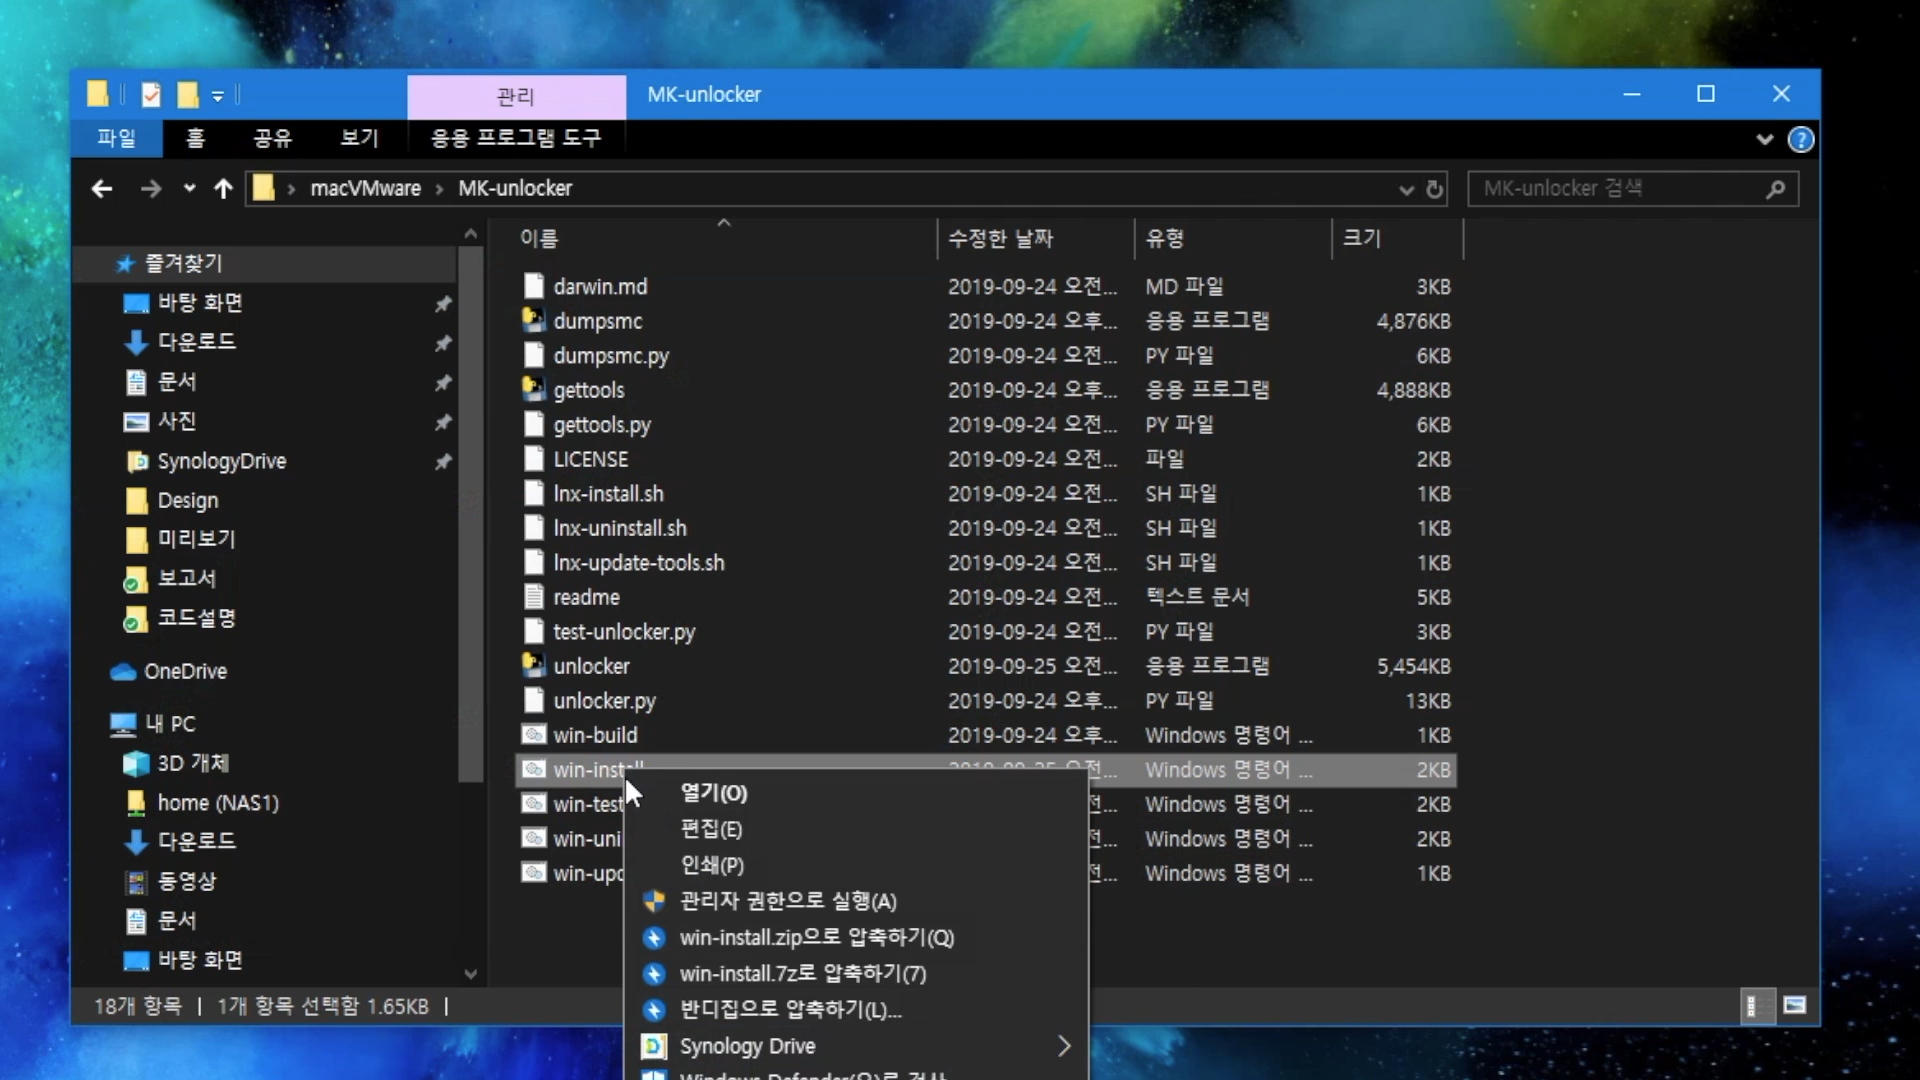 관리
MK-unlocker
파일 홈 공유 보기 응용 프로그램 도구
macVMware MK-unlocker
MK-unlocker 검색
즐겨찾기
바탕 화면
다운로드
문서
사진
SynologyDrive
Design
미리보기
보고서
코드설명
OneDrive
내 PC
3D 개체
home (NAS1)
다운로드
동영상
문서
바탕 화면
이름 수정한 날짜 유형 크기
darwin.md 2019-09-24 오전... MD 파일 3KB
dumpsmc 2019-09-24 오후... 응용 프로그램 4,876KB
dumpsmc.py 2019-09-24 오전... PY 파일 6KB
gettools 2019-09-24 오후... 응용 프로그램 4,888KB
gettools.py 2019-09-24 오전... PY 파일 6KB
LICENSE 2019-09-24 오전... 파일 2KB
lnx-install.sh 2019-09-24 오전... SH 파일 1KB
lnx-uninstall.sh 2019-09-24 오전... SH 파일 1KB
lnx-update-tools.sh 2019-09-24 오전... SH 파일 1KB
readme 2019-09-24 오전... 텍스트 문서 5KB
test-unlocker.py 2019-09-24 오전... PY 파일 3KB
unlocker 2019-09-25 오전... 응용 프로그램 5,454KB
unlocker.py 2019-09-24 오후... PY 파일 13KB
win-build 2019-09-24 오후... Windows 명령어 ... 1KB
win-install 2019-09-25 오전... Windows 명령어 ... 2KB
win-test Windows 명령어 ... 2KB
win-uni Windows 명령어 ... 2KB
win-upd Windows 명령어 ... 1KB
열기(O)
편집(E)
인쇄(P)
관리자 권한으로 실행(A)
win-install.zip으로 압축하기(Q)
win-install.7z로 압축하기(7)
반디집으로 압축하기(L)...
Synology Drive
18개 항목 1개 항목 선택함 1.65KB